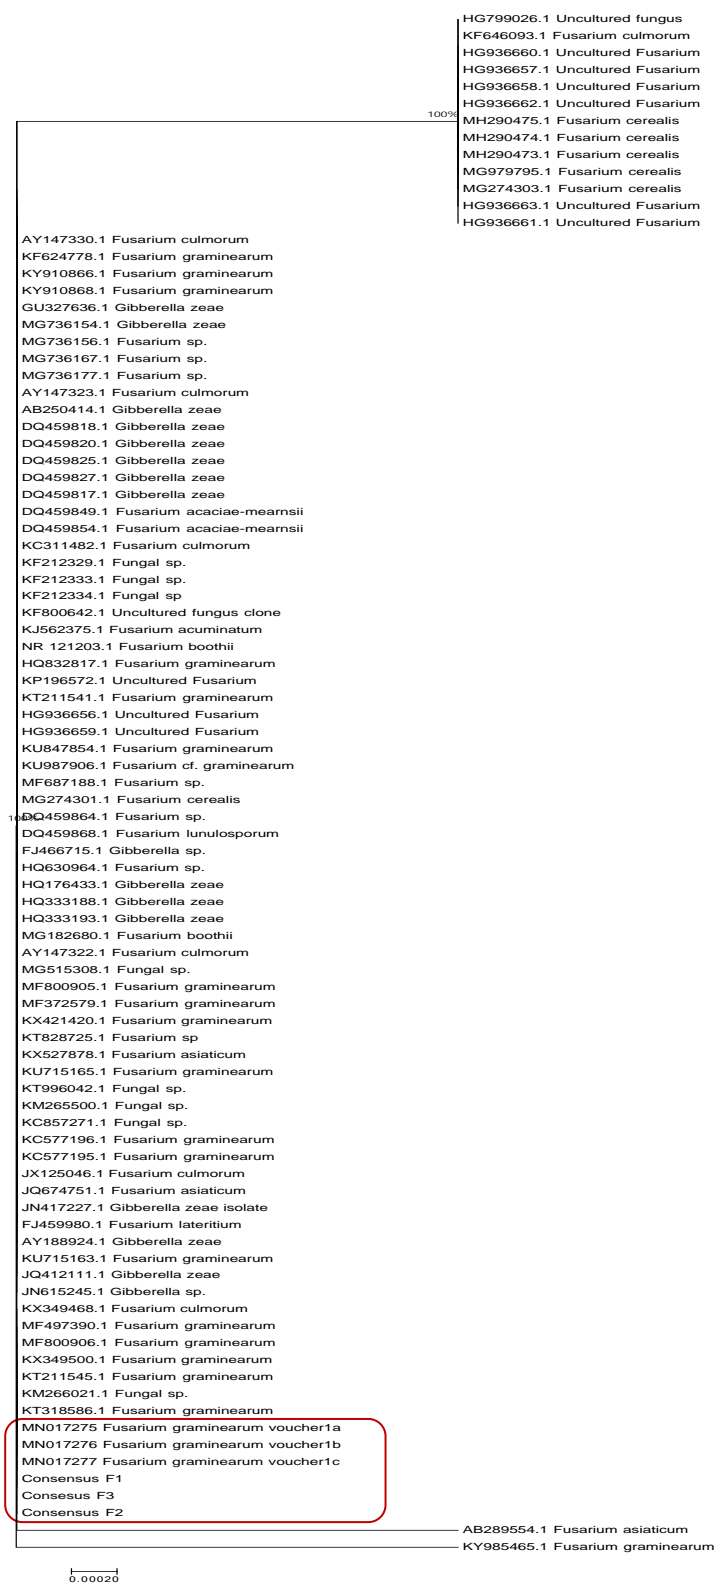 HG799026.1 Uncultured fungus
KF646093.1 Fusarium culmorum
HG936660.1 Uncultured Fusarium
HG936657.1 Uncultured Fusarium
HG936658.1 Uncultured Fusarium
HG936662.1 Uncultured Fusarium
100%
MH290475.1 Fusarium cerealis
MH290474.1 Fusarium cerealis
MH290473.1 Fusarium cerealis
MG979795.1 Fusarium cerealis
MG274303.1 Fusarium cerealis
HG936663.1 Uncultured Fusarium
HG936661.1 Uncultured Fusarium
AY147330.1 Fusarium culmorum
KF624778.1 Fusarium graminearum
KY910866.1 Fusarium graminearum
KY910868.1 Fusarium graminearum
GU327636.1 Gibberella zeae
MG736154.1 Gibberella zeae
MG736156.1 Fusarium sp.
MG736167.1 Fusarium sp.
MG736177.1 Fusarium sp.
AY147323.1 Fusarium culmorum
AB250414.1 Gibberella zeae
DQ459818.1 Gibberella zeae
DQ459820.1 Gibberella zeae
DQ459825.1 Gibberella zeae
DQ459827.1 Gibberella zeae
DQ459817.1 Gibberella zeae
DQ459849.1 Fusarium acaciae-mearnsii
DQ459854.1 Fusarium acaciae-mearnsii
KC311482.1 Fusarium culmorum
KF212329.1 Fungal sp.
KF212333.1 Fungal sp.
KF212334.1 Fungal sp
KF800642.1 Uncultured fungus clone
KJ562375.1 Fusarium acuminatum
NR 121203.1 Fusarium boothii
HQ832817.1 Fusarium graminearum
KP196572.1 Uncultured Fusarium
KT211541.1 Fusarium graminearum
HG936656.1 Uncultured Fusarium
HG936659.1 Uncultured Fusarium
KU847854.1 Fusarium graminearum
KU987906.1 Fusarium cf. graminearum
MF687188.1 Fusarium sp.
MG274301.1 Fusarium cerealis
DQ459864.1 Fusarium sp.
DQ459868.1 Fusarium lunulosporum
FJ466715.1 Gibberella sp.
HQ630964.1 Fusarium sp.
HQ176433.1 Gibberella zeae
HQ333188.1 Gibberella zeae
HQ333193.1 Gibberella zeae
MG182680.1 Fusarium boothii
AY147322.1 Fusarium culmorum
MG515308.1 Fungal sp.
MF800905.1 Fusarium graminearum
MF372579.1 Fusarium graminearum
KX421420.1 Fusarium graminearum
KT828725.1 Fusarium sp
KX527878.1 Fusarium asiaticum
KU715165.1 Fusarium graminearum
KT996042.1 Fungal sp.
KM265500.1 Fungal sp.
KC857271.1 Fungal sp.
KC577196.1 Fusarium graminearum
KC577195.1 Fusarium graminearum
JX125046.1 Fusarium culmorum
JQ674751.1 Fusarium asiaticum
JN417227.1 Gibberella zeae isolate
FJ459980.1 Fusarium lateritium
AY188924.1 Gibberella zeae
KU715163.1 Fusarium graminearum
JQ412111.1 Gibberella zeae
JN615245.1 Gibberella sp.
KX349468.1 Fusarium culmorum
MF497390.1 Fusarium graminearum
MF800906.1 Fusarium graminearum
KX349500.1 Fusarium graminearum
KT211545.1 Fusarium graminearum
KM266021.1 Fungal sp.
KT318586.1 Fusarium graminearum
MN017275 Fusarium graminearum voucher1a
MN017276 Fusarium graminearum voucher1b
MN017277 Fusarium graminearum voucher1c
Consensus F1
Consesus F3
Consensus F2
AB289554.1 Fusarium asiaticum
KY985465.1 Fusarium graminearum
0.00020